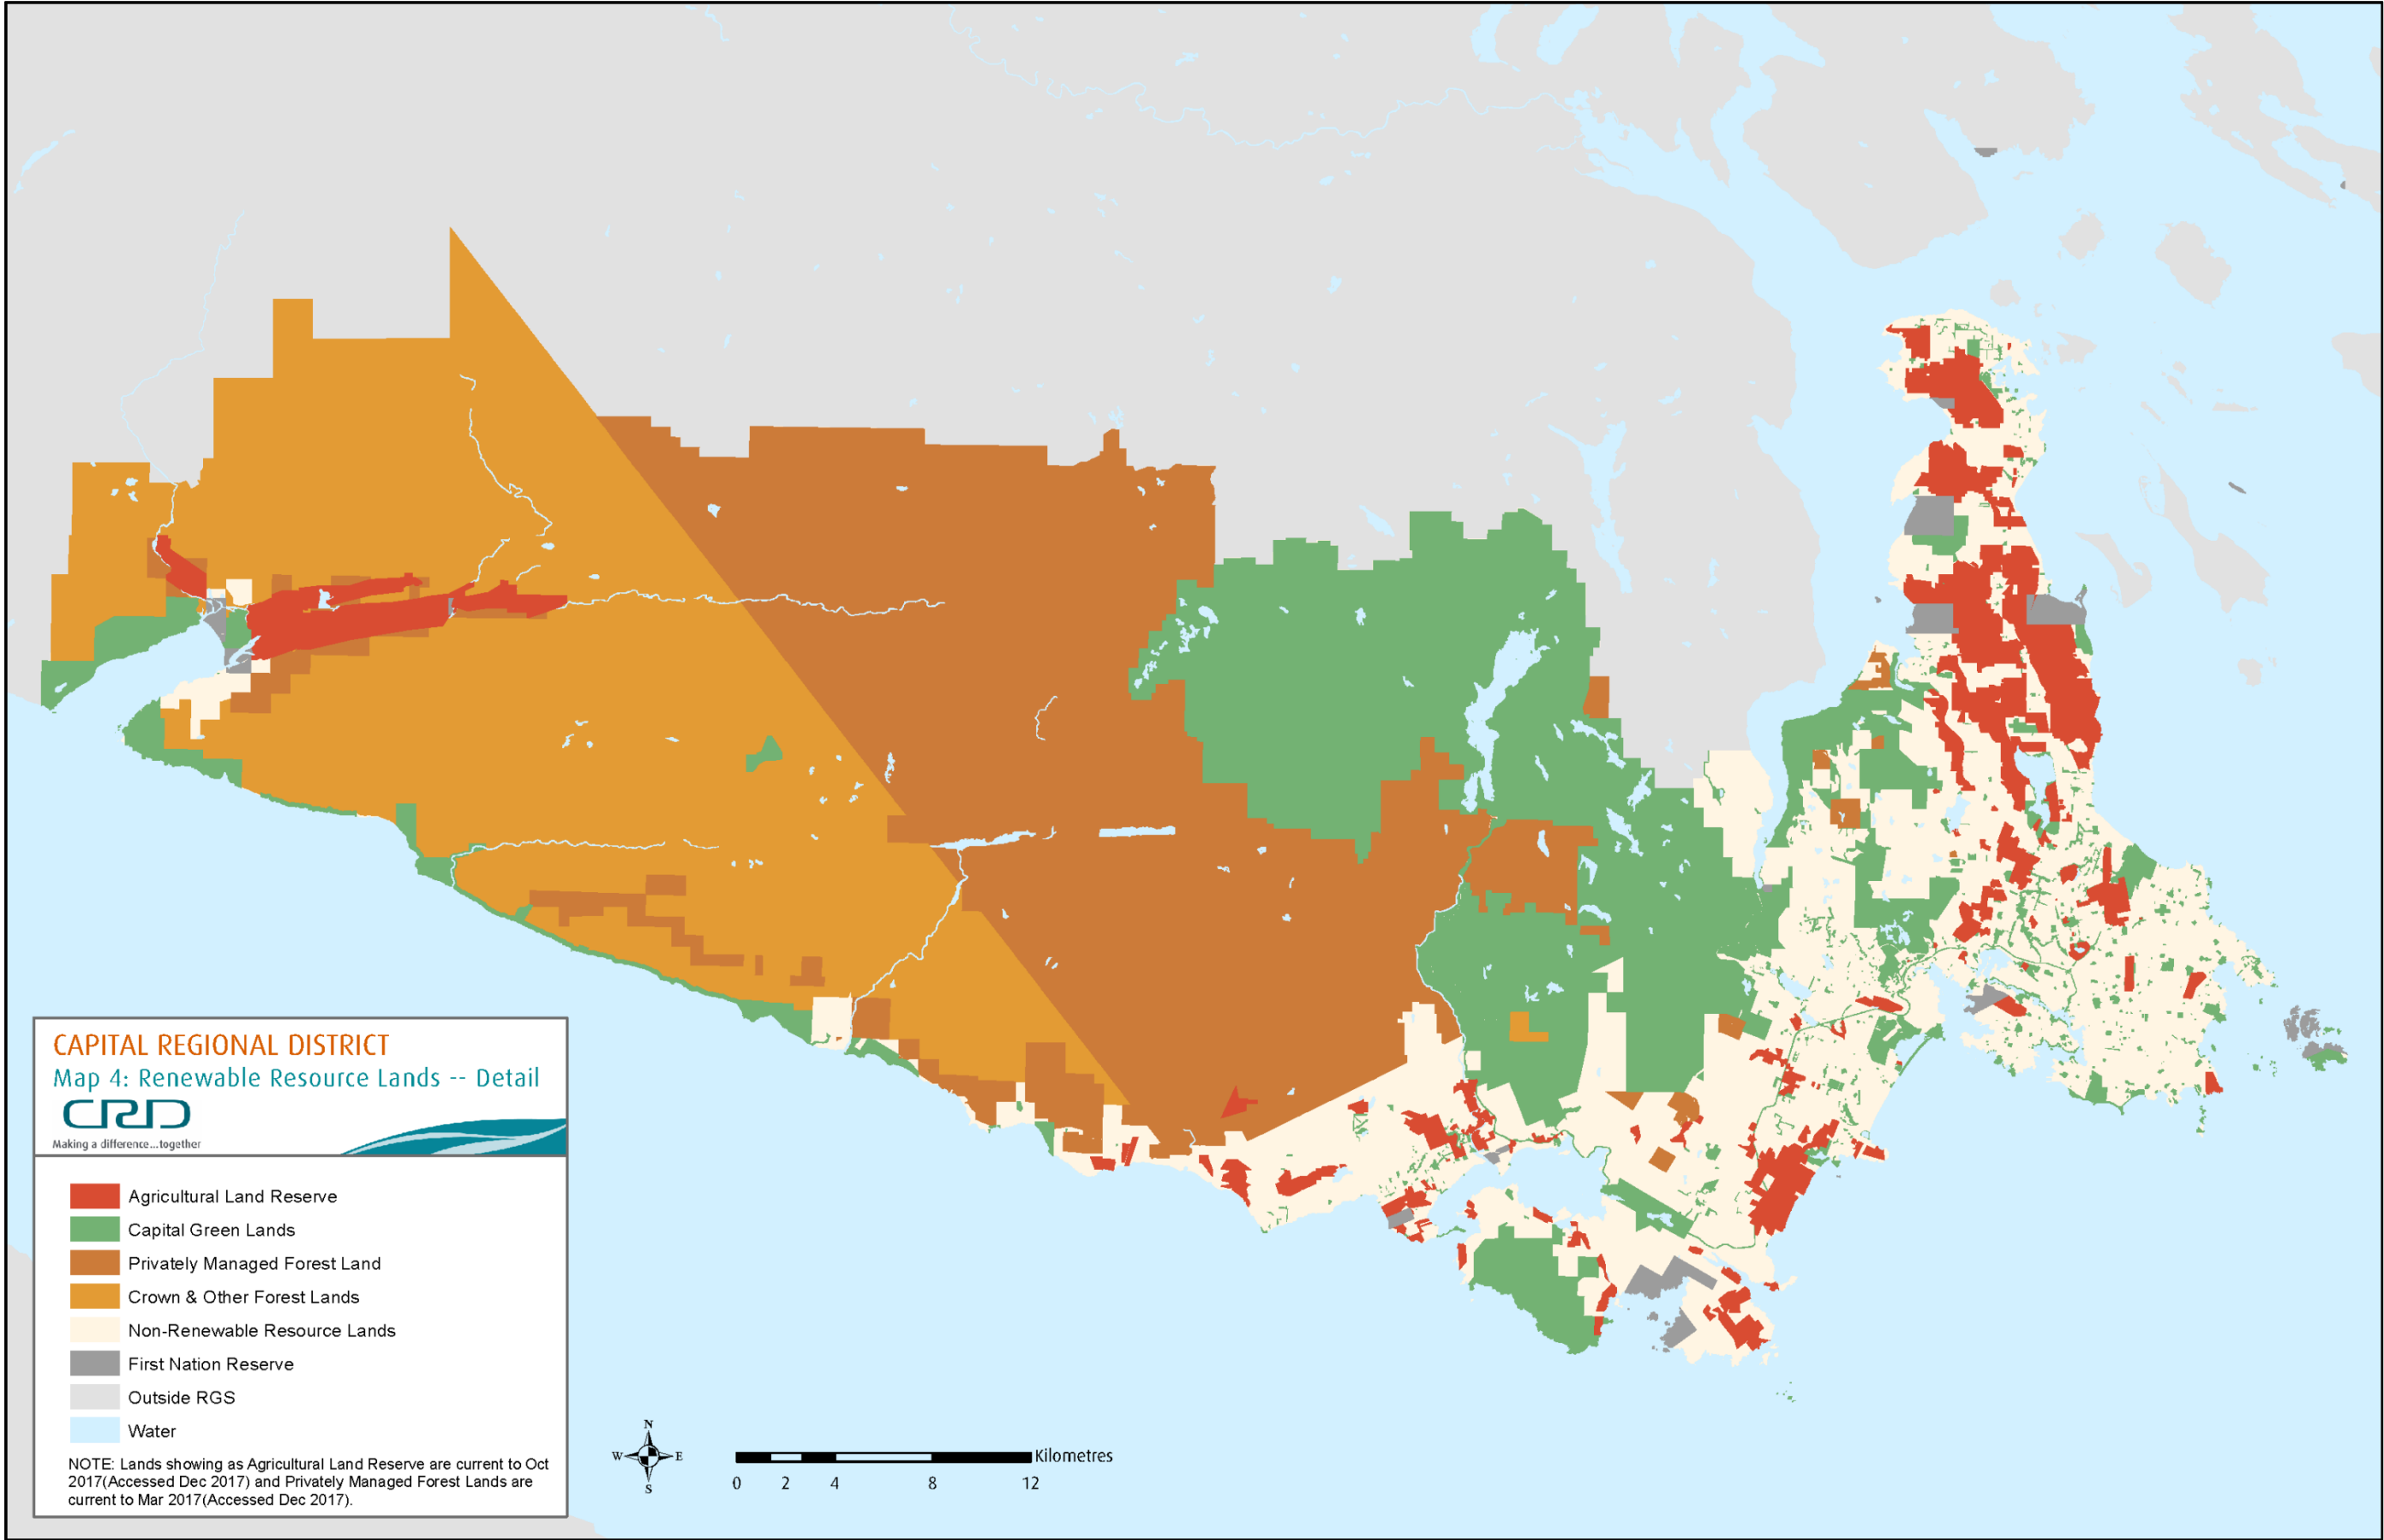 CAPITAL REGIONAL DISTRICT
Map 4: Renewable Resource Lands -- Detail
CRD
Making a difference...together
Agricultural Land Reserve
Capital Green Lands
Privately Managed Forest Land
Crown & Other Forest Lands
Non-Renewable Resource Lands
First Nation Reserve
Outside RGS
Water
NOTE: Lands showing as Agricultural Land Reserve are current to Oct
2017(Accessed Dec 2017) and Privately Managed Forest Lands are
current to Mar 2017(Accessed Dec 2017).
N
W E
S
Kilometres
0 2 4 8 12